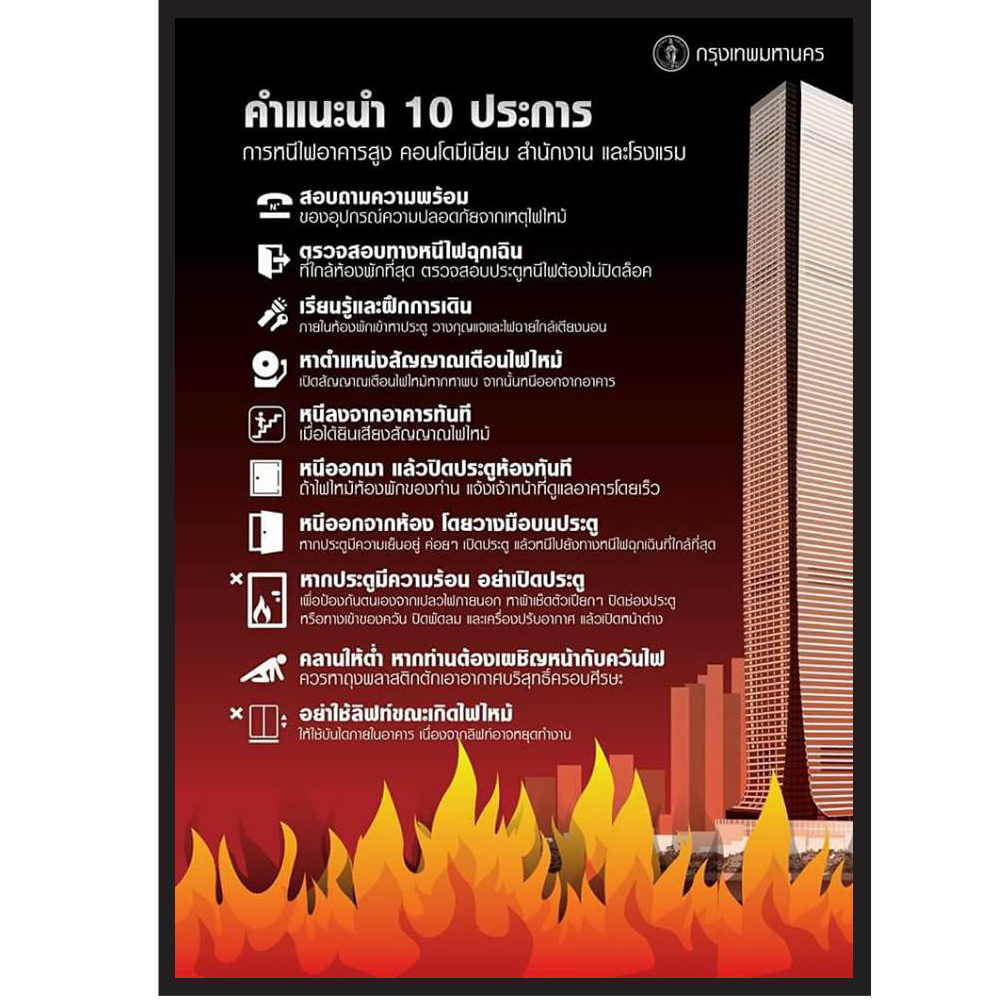 กรุงเทพมหานคร
คำแนะนำ 10 ประการ
การหนีไฟอาคารสูง คอนโดมีเนียม สำนักงาน และโรงแรม
สอบถามความพร้อม
ของอุปกรณ์ความปลอดภัยจากเหตุไฟไหม้
ตรวจสอบทางหนีไฟฉุกเฉิน
ที่ใกล้ห้องพักที่สุด ตรวจสอบประตูหนีไฟต้องไม่ปิดล็อค
เรียนรู้และฝึกการเดิน
ภายในห้องพักเข้าหาประตู วางกุญแจและไฟฉายใกล้เตียงนอน
หาตำแหน่งสัญญาณเตือนไฟไหม้
เปิดสัญญาณเตือนไฟไหม้หากหาพบ จากนั้นหนีออกจากอาคาร
หนีลงจากอาคารทันที
เมื่อได้ยินเสียงสัญญาณไฟไหม้
หนีออกมา แล้วปิดประตูห้องทันที
ถ้าไฟไหม้ห้องพักของท่าน แจ้งเจ้าหน้าที่ดูแลอาคารโดยเร็ว
หนีออกจากห้อง โดยวางมือบนประตู
หากประตูมีความเย็นอยู่ ค่อยๆ เปิดประตู แล้วหนีไปยังทางหนีไฟฉุกเฉินที่ใกล้ที่สุด
หากประตูมีความร้อน อย่าเปิดประตู
เพื่อป้องกันตนเองจากเปลวไฟภายนอก หาผ้าเช็ดตัวเปียกๆ ปิดช่องประตู
หรือทางเข้าของควัน ปิดพัดลม และเครื่องปรับอากาศ แล้วเปิดหน้าต่าง
คลานให้ต่ำ หากท่านต้องเผชิญหน้ากับควันไฟ
ควรหาถุงพลาสติกตักเอาอากาศบริสุทธิ์ครอบศีรษะ
อย่าใช้ลิฟท์ขณะเกิดไฟไหม้
ให้ใช้บันไดภายในอาคาร เนื่องจากลิฟท์อาจหยุดทำงาน